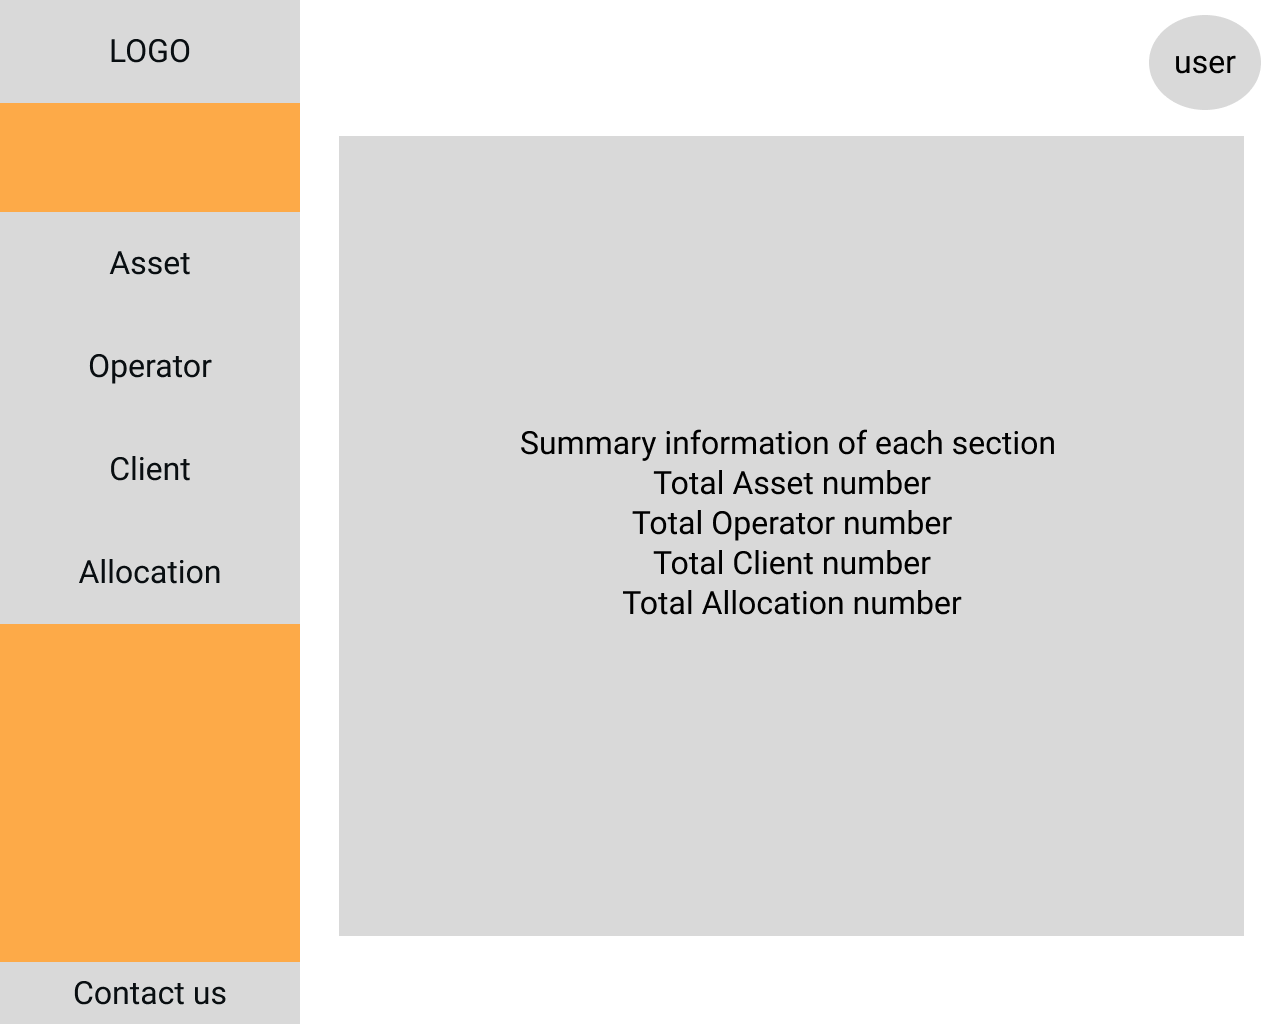 LOGO
user
Asset
Operator
Client
Allocation
Summary information of each section
Total Asset number
Total Operator number
Total Client number
Total Allocation number
Contact us